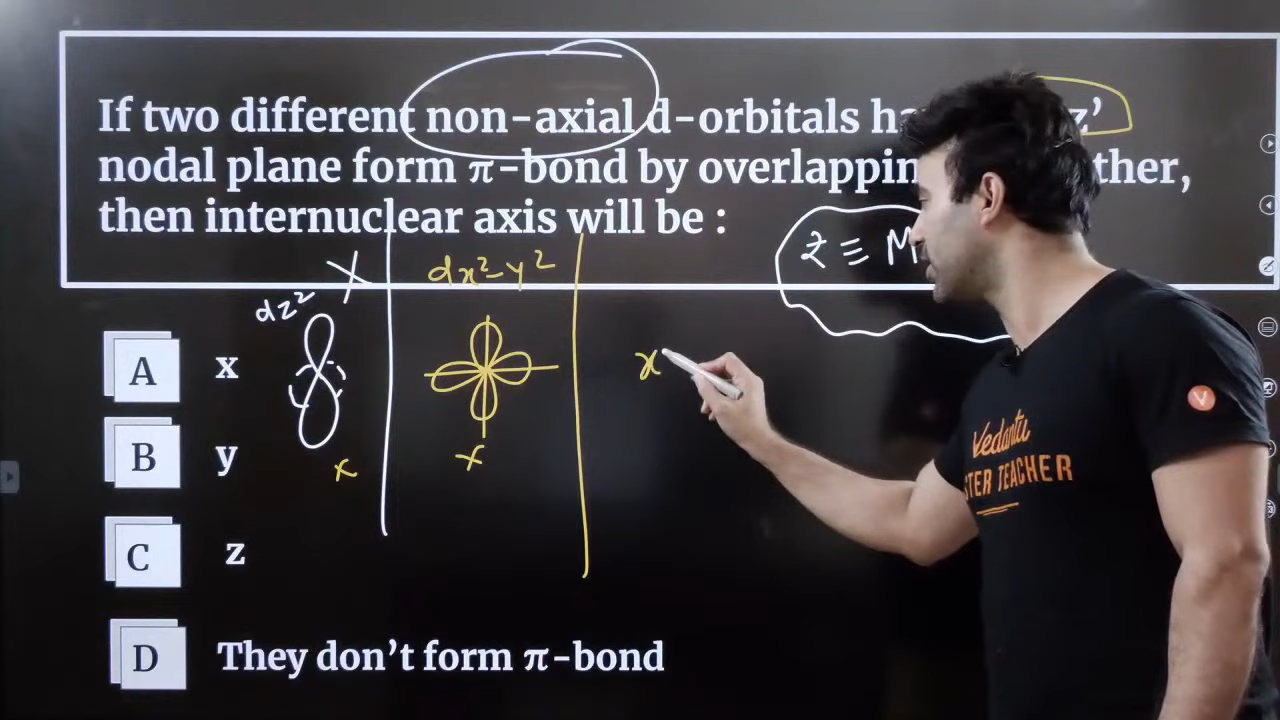 If two different non-axial d-orbitals ha z'
nodal plane form π-bond by overlappin ther,
then internuclear axis will be :
z ≡ M
X
dx²-y²
dz²
A x
x
B y
x
x
C z
D They don't form π-bond
Vedantu
STER TEACHER
V